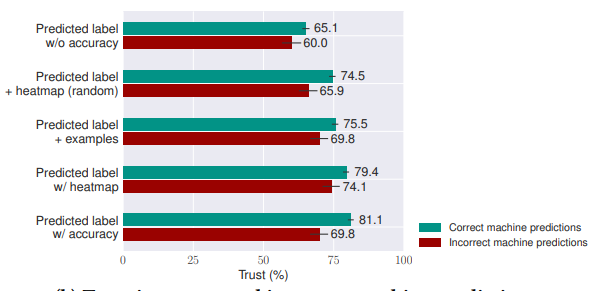 Predicted label
w/o accuracy
65.1
60.0
Predicted label
+ heatmap (random)
74.5
65.9
Predicted label
+ examples
75.5
69.8
Predicted label
w/ heatmap
79.4
74.1
Predicted label
w/ accuracy
81.1
69.8
0 25 50 75 100
Trust (%)
Correct machine predictions
Incorrect machine predictions